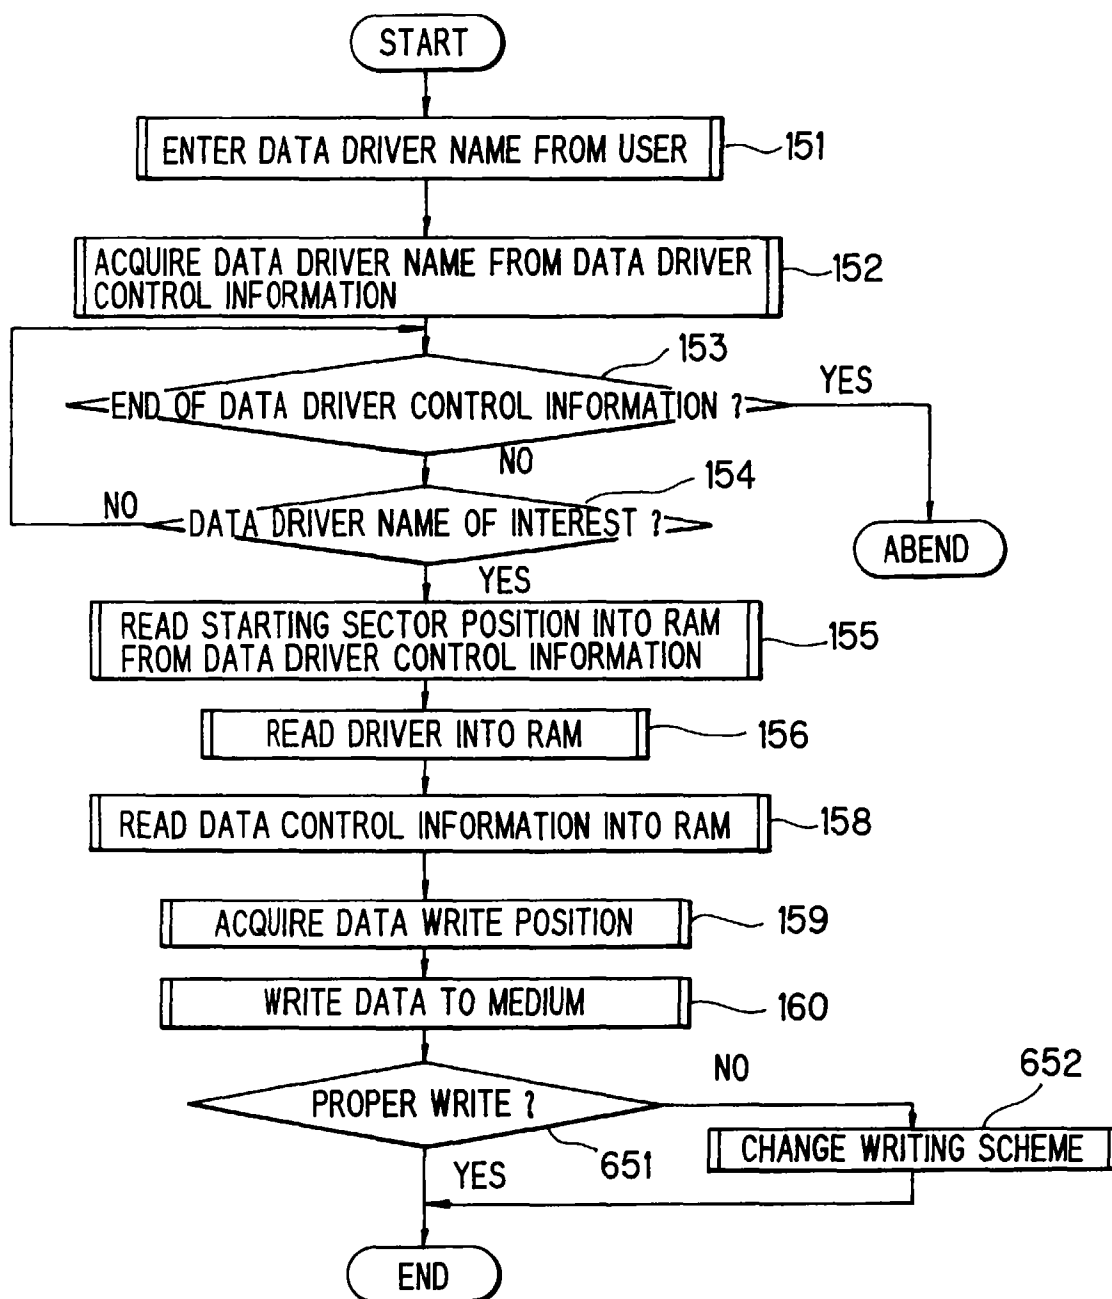 START
ENTER DATA DRIVER NAME FROM USER
151
ACQUIRE DATA DRIVER NAME FROM DATA DRIVER
CONTROL INFORMATION
152
153
END OF DATA DRIVER CONTROL INFORMATION ?
YES
NO
154
NO
DATA DRIVER NAME OF INTEREST ?
ABEND
YES
READ STARTING SECTOR POSITION INTO RAM
FROM DATA DRIVER CONTROL INFORMATION
155
READ DRIVER INTO RAM
156
READ DATA CONTROL INFORMATION INTO RAM
158
ACQUIRE DATA WRITE POSITION
159
WRITE DATA TO MEDIUM
160
PROPER WRITE ?
NO
652
CHANGE WRITING SCHEME
651
YES
END